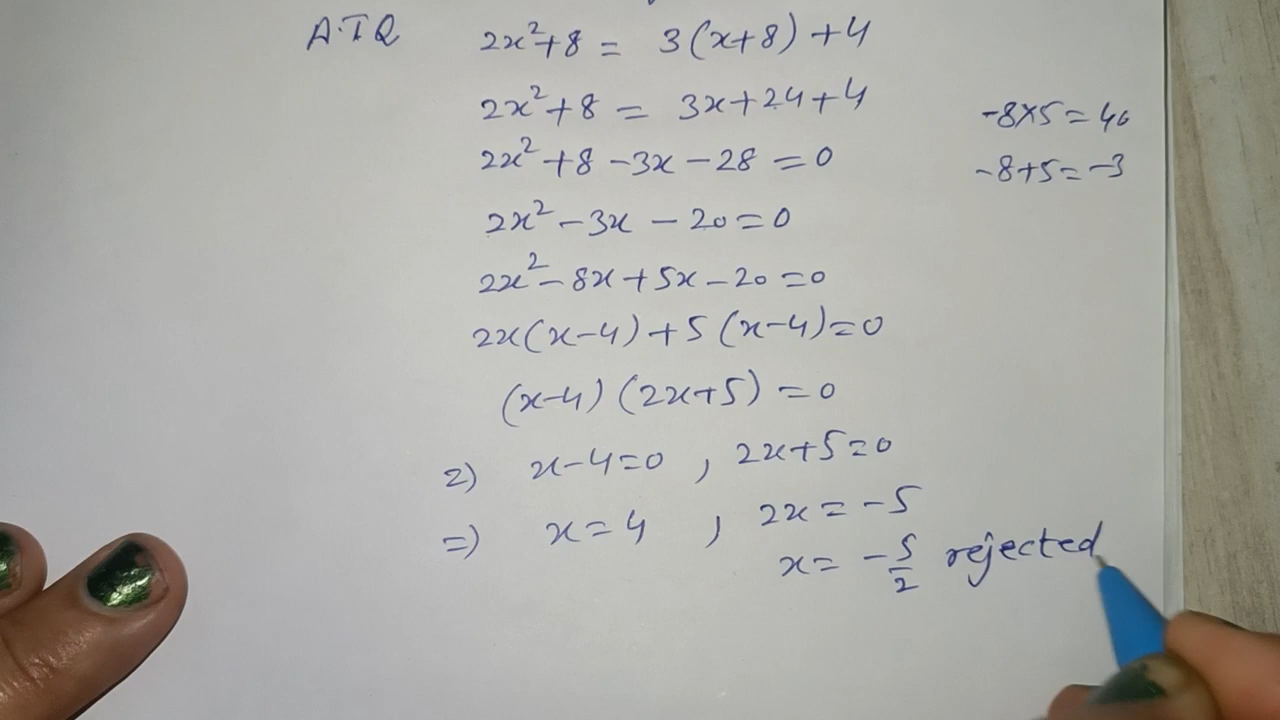 A.T.Q 2x²+8 = 3(x+8)+4
2x²+8 = 3x+24+4
-8×5=40
2x²+8-3x-28=0
-8+5=-3
2x²-3x-20=0
2x²-8x+5x-20=0
2x(x-4)+5(x-4)=0
(x-4)(2x+5)=0
=) x-4=0 , 2x+5=0
=) x=4 , 2x=-5
x=-5/2 rejected